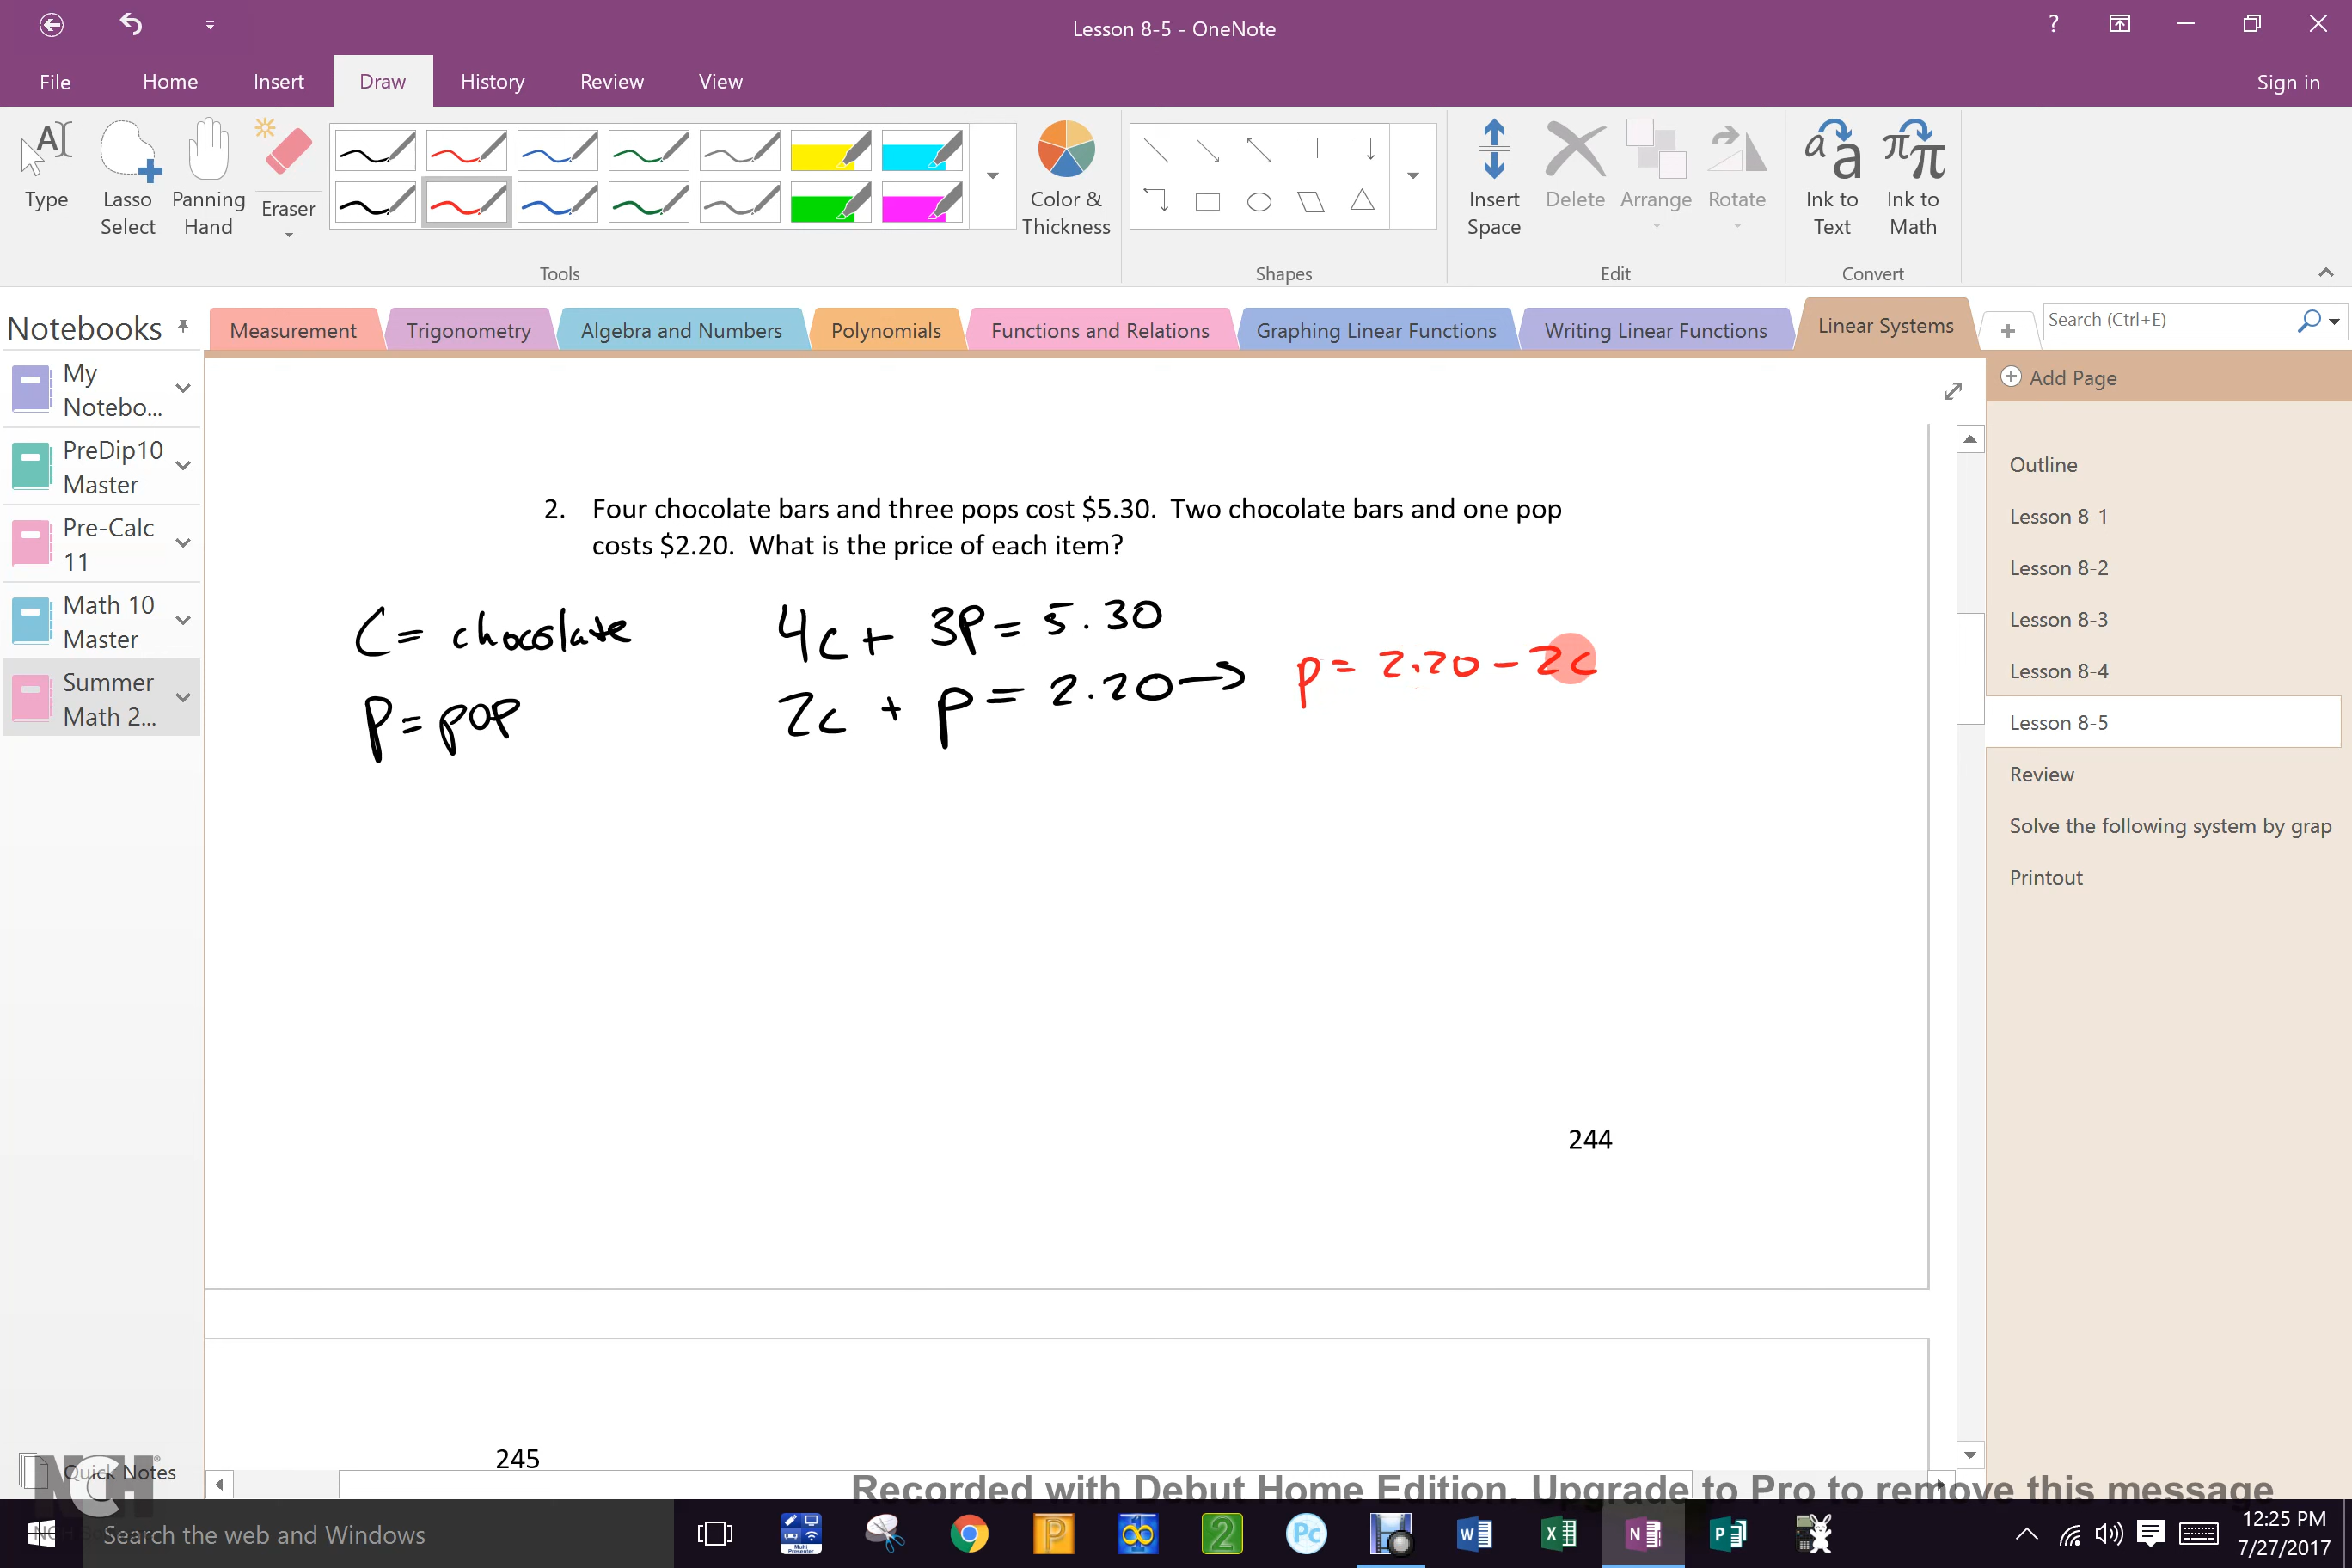 Lesson 8-5 - OneNote
?
File Home Insert Draw History Review View Sign in
Type
Lasso Select
Panning Hand
Eraser
Color & Thickness
Insert Space
Delete
Arrange
Rotate
Ink to Text
Ink to Math
Tools Shapes Edit Convert
Notebooks
Measurement Trigonometry Algebra and Numbers Polynomials Functions and Relations Graphing Linear Functions Writing Linear Functions Linear Systems + Search (Ctrl+E)
My Notebo...
PreDip10 Master
Pre-Calc 11
Math 10 Master
Summer Math 2...
Quick Notes
2. Four chocolate bars and three pops cost $5.30. Two chocolate bars and one pop
costs $2.20. What is the price of each item?
C = chocolate
P = pop
4c + 3p = 5.30
2c + p = 2.20 → p = 2.20 - 2c
244
245
Add Page
Outline
Lesson 8-1
Lesson 8-2
Lesson 8-3
Lesson 8-4
Lesson 8-5
Review
Solve the following system by grap
Printout
NCH
Recorded with Debut Home Edition. Upgrade to Pro to remove this message
Search the web and Windows
12:25 PM
7/27/2017